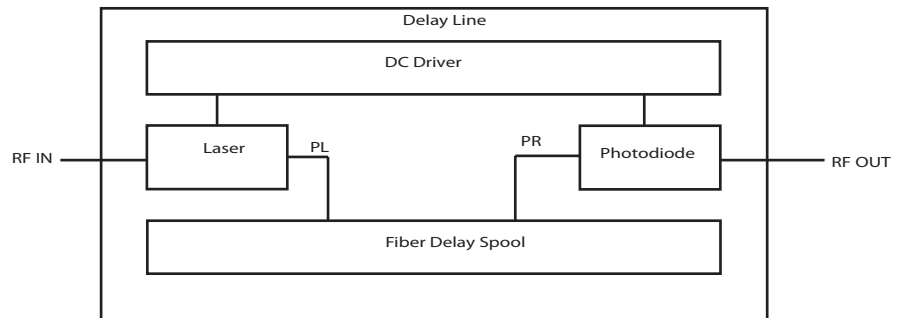 Delay Line
DC Driver
Laser
PL
PR
Photodiode
RF IN
RF OUT
Fiber Delay Spool